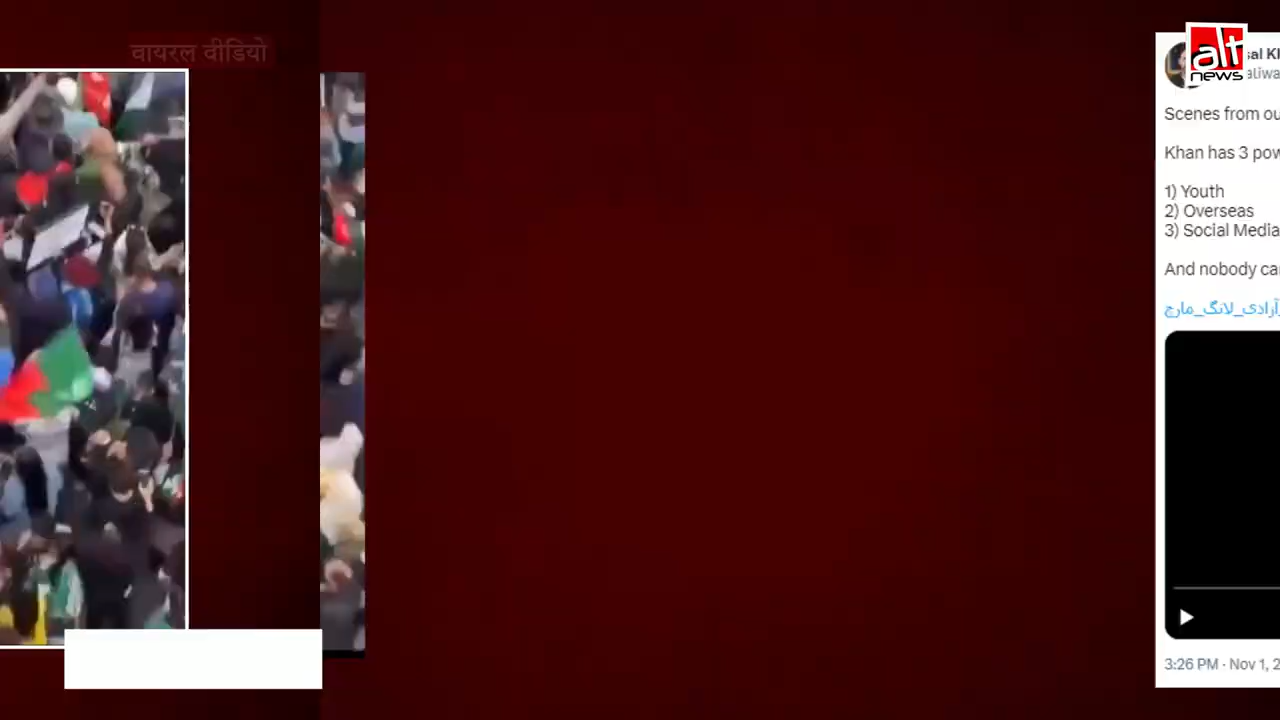 वायरल वीडियो
alt
news
Scenes from ou
Khan has 3 pow
1) Youth
2) Overseas
3) Social Media
And nobody ca
آزادی_لانگ_مارچ
3:26 PM · Nov 1, 2